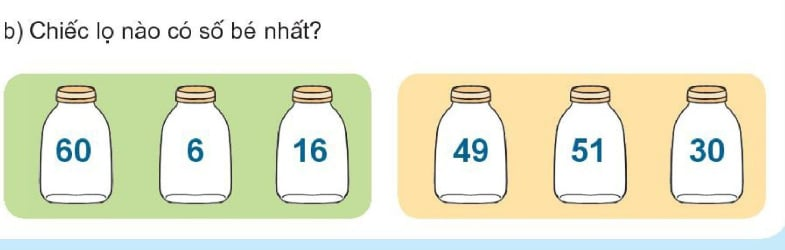 b) Chiếc lọ nào có số bé nhất?
60 6 16 49 51 30